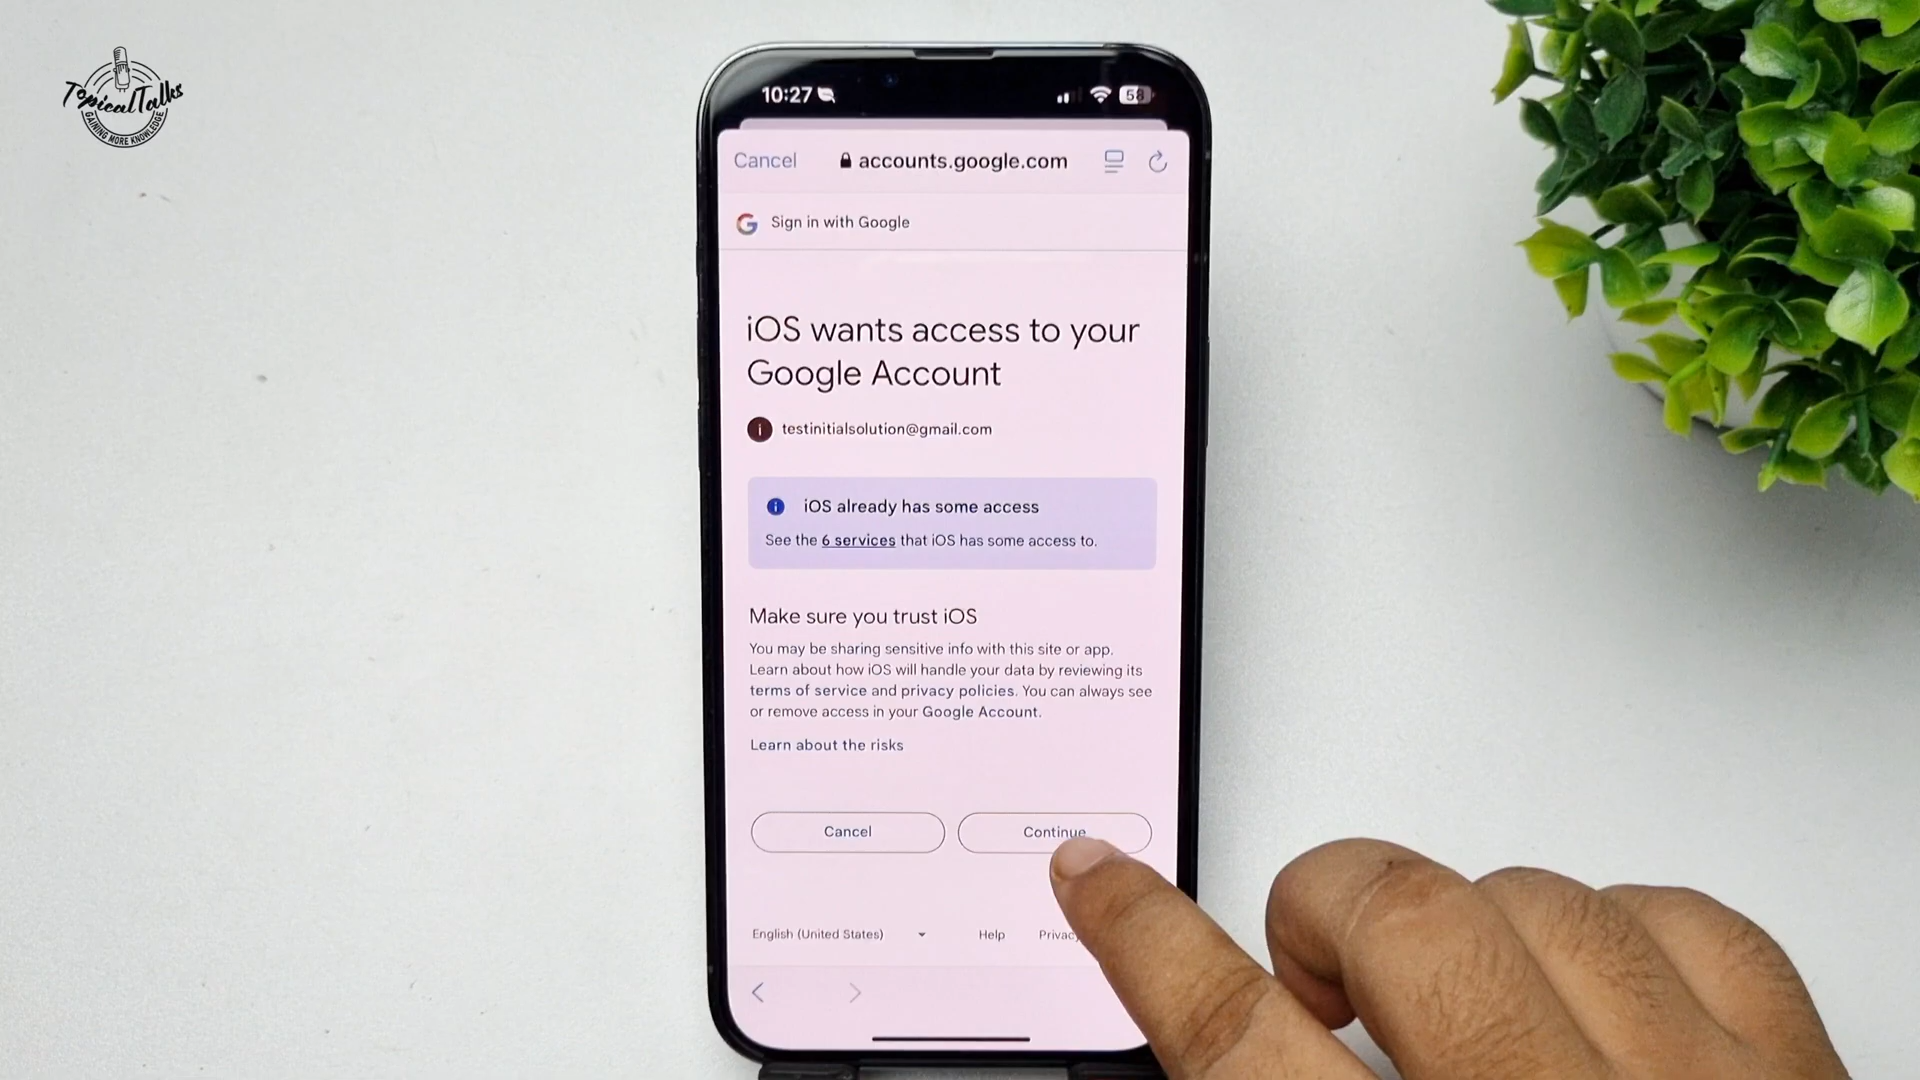 TopicalTalks
GAINING MORE KNOWLEDGE
10:27
58
Cancel
accounts.google.com
Sign in with Google
iOS wants access to your
Google Account
i
testinitialsolution@gmail.com
iOS already has some access
See the 6 services that iOS has some access to.
Make sure you trust iOS
You may be sharing sensitive info with this site or app.
Learn about how iOS will handle your data by reviewing its
terms of service and privacy policies. You can always see
or remove access in your Google Account.
Learn about the risks
Cancel
Continue
English (United States)
Help
Privac